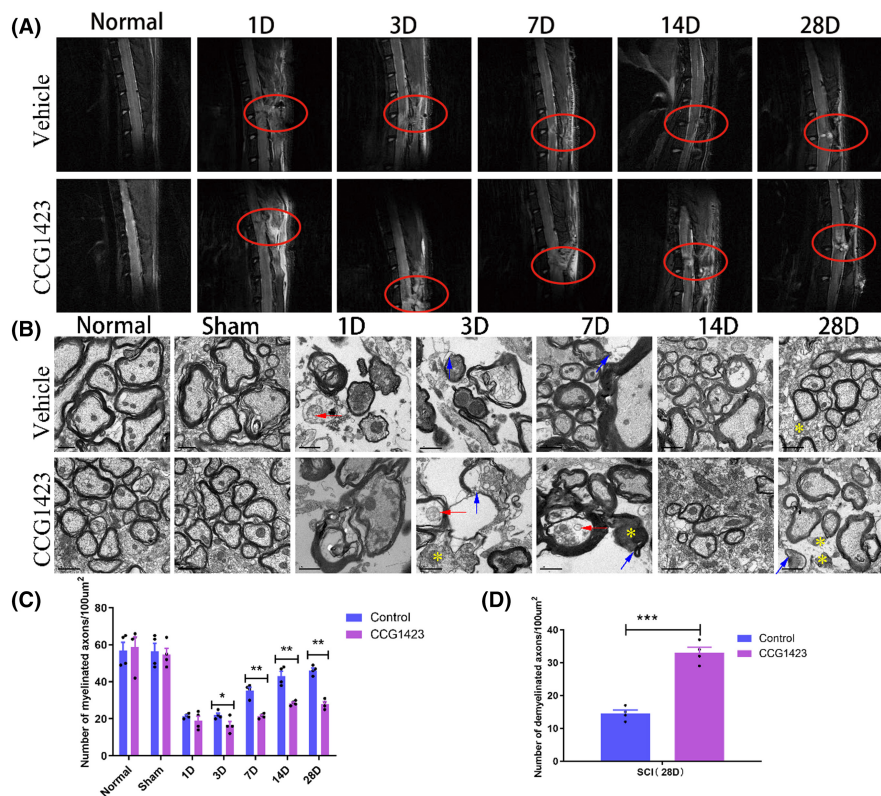 (A)
Normal 1D 3D 7D 14D 28D
Vehicle
CCG1423
(B)
Normal Sham 1D 3D 7D 14D 28D
Vehicle
*
CCG1423
* * * *
(C)
Number of myelinated axons/100um²
80
60
40
20
0
Control
CCG1423
* ** ** **
Normal Sham 1D 3D 7D 14D 28D
(D)
Number of demyelinated axons/100um²
40
30
20
10
0
***
Control
CCG1423
SCI( 28D)